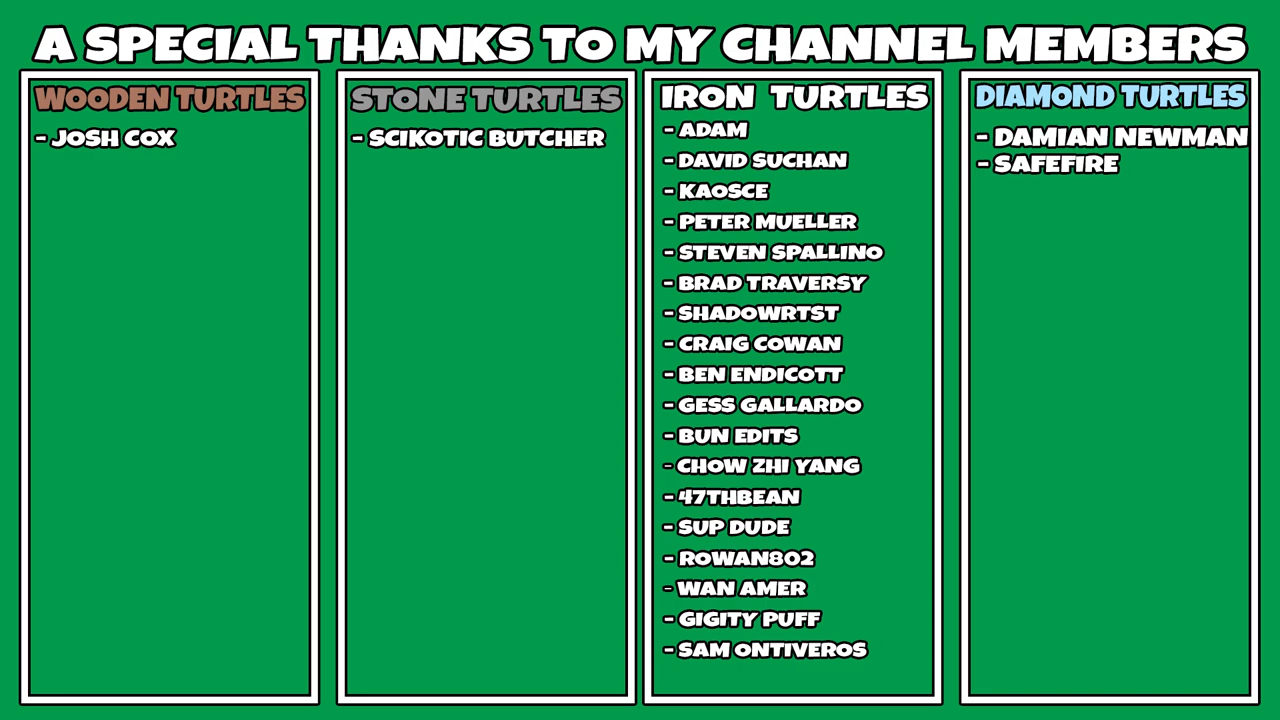 A SPECIAL THANKS TO MY CHANNEL MEMBERS
WOODEN TURTLES
- JOSH COX
STONE TURTLES
- SCIKOTIC BUTCHER
IRON TURTLES
- ADAM
- DAVID SUCHAN
- KAOSCE
- PETER MUELLER
- STEVEN SPALLINO
- BRAD TRAVERSY
- SHADOWRTST
- CRAIG COWAN
- BEN ENDICOTT
- GESS GALLARDO
- BUN EDITS
- CHOW ZHI YANG
- 47THBEAN
- SUP DUDE
- ROWAN802
- WAN AMER
- GIGITY PUFF
- SAM ONTIVEROS
DIAMOND TURTLES
- DAMIAN NEWMAN
- SAFEFIRE